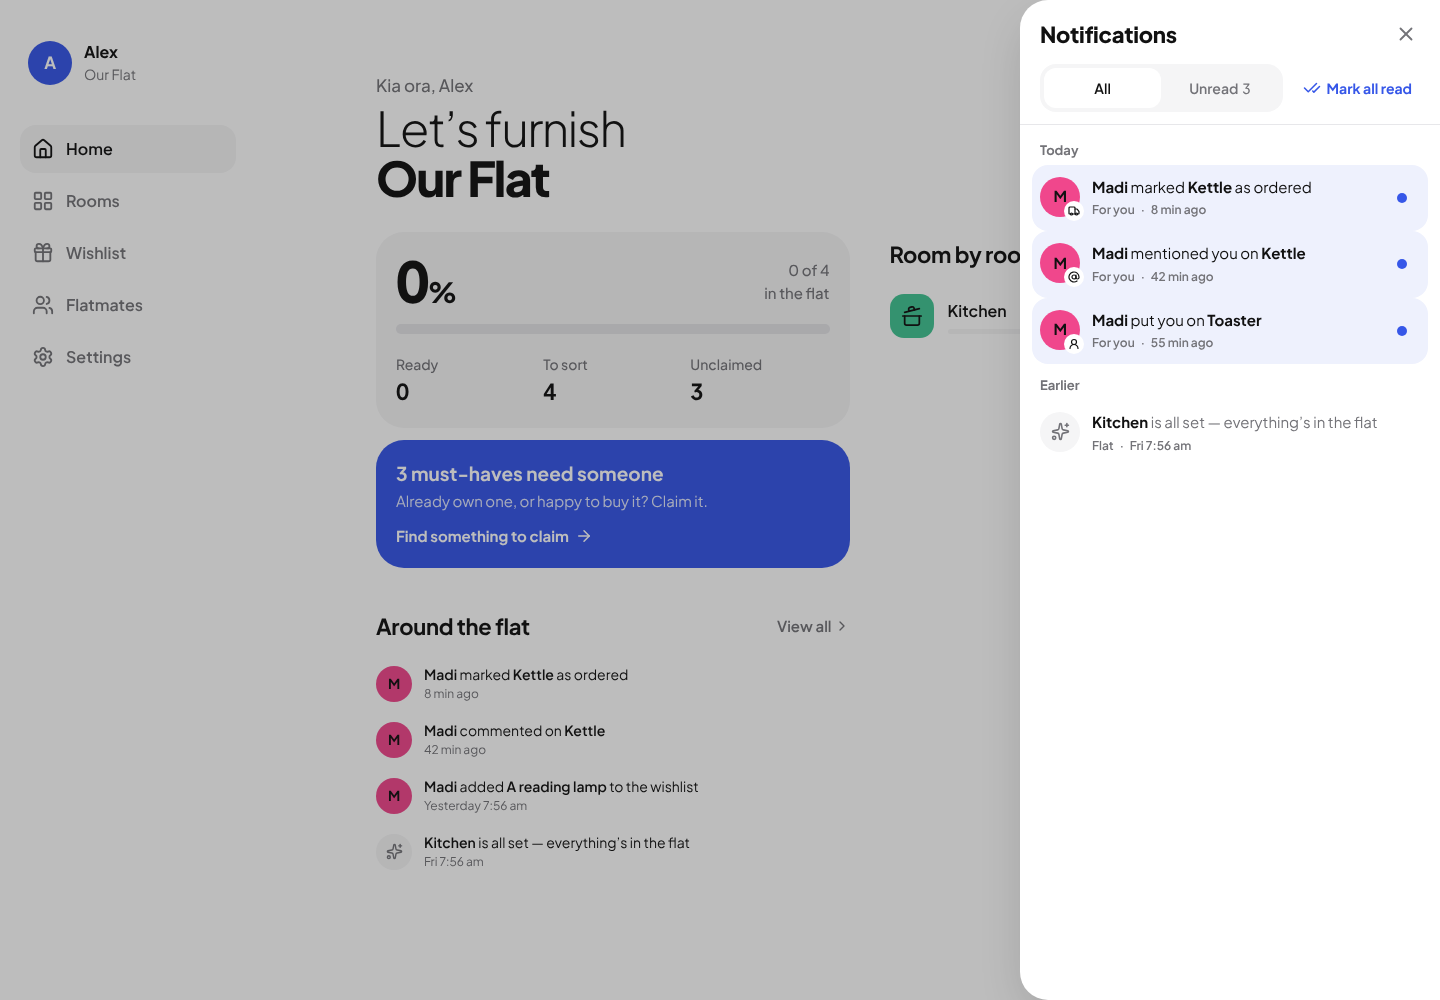 A
Alex
Our Flat
Home
Rooms
Wishlist
Flatmates
Settings
Kia ora, Alex
Let’s furnish
Our Flat
0%
0 of 4
in the flat
Ready
0
To sort
4
Unclaimed
3
3 must-haves need someone
Already own one, or happy to buy it? Claim it.
Find something to claim
Around the flat
View all
M
Madi marked Kettle as ordered
8 min ago
M
Madi commented on Kettle
42 min ago
M
Madi added A reading lamp to the wishlist
Yesterday 7:56 am
Kitchen is all set — everything’s in the flat
Fri 7:56 am
Room by roo
Kitchen
Notifications
All
Unread 3
Mark all read
Today
M
Madi marked Kettle as ordered
For you · 8 min ago
M
Madi mentioned you on Kettle
For you · 42 min ago
M
Madi put you on Toaster
For you · 55 min ago
Earlier
Kitchen is all set — everything’s in the flat
Flat · Fri 7:56 am